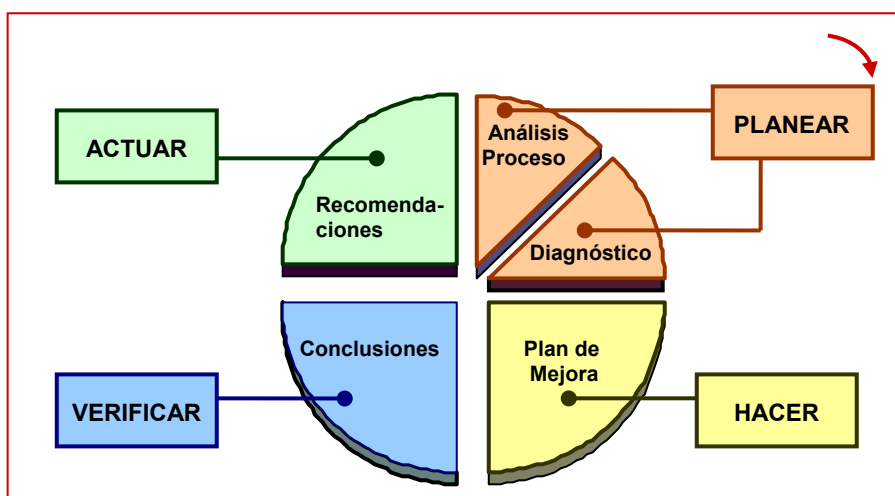 ACTUAR
Análisis
Proceso
PLANEAR
Recomenda-
ciones
Diagnóstico
Conclusiones
Plan de
Mejora
VERIFICAR
HACER